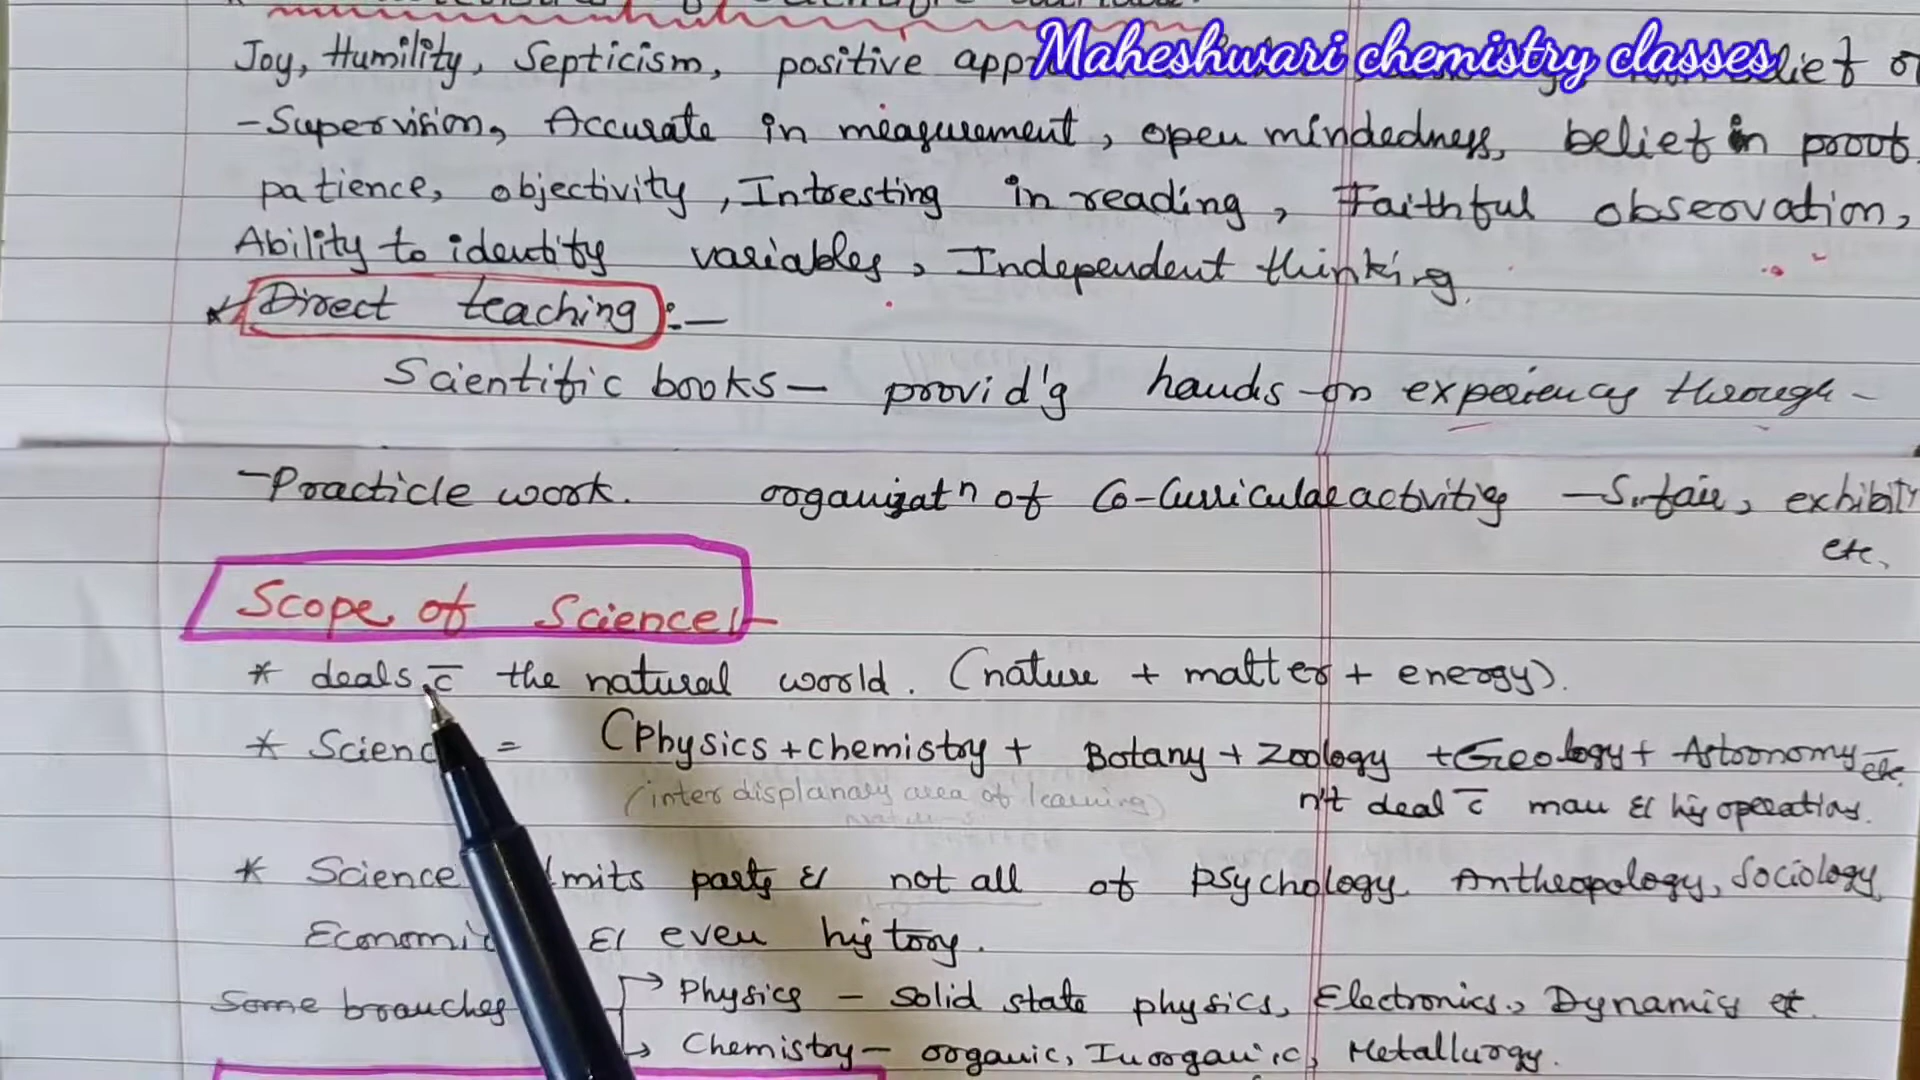 Maheshwari chemistry classes
Joy, Humility, Septicism, positive
-Supervision, Accurate in measurement, open mindedness, belief in proof,
patience, objectivity, Intresting in reading, Faithful observation,
Ability to identity variables, Independent thinking.
Direct teaching :—
Scientific books — provid'g hands-on experiences through -
-Practicle work. organizatn of Co-Curricular activities — S. fair, exhibit
etc,
Scope of Science:-
* deals c̅ the natural world. (nature + matter + energy).
* Scienc = (Physics + chemistry + Botany + Zoology + Geology + Astronomy etc.
(inter displanary area of learning) n't deal c̅ man & his operations.
* Science mits parts & not all of Psychology Anthropology, Sociology
Economic & even history.
Some branches → Physics - Solid state physics, Electronics, Dynamics et.
→ Chemistry - organic, Inorganic, Metallurgy.